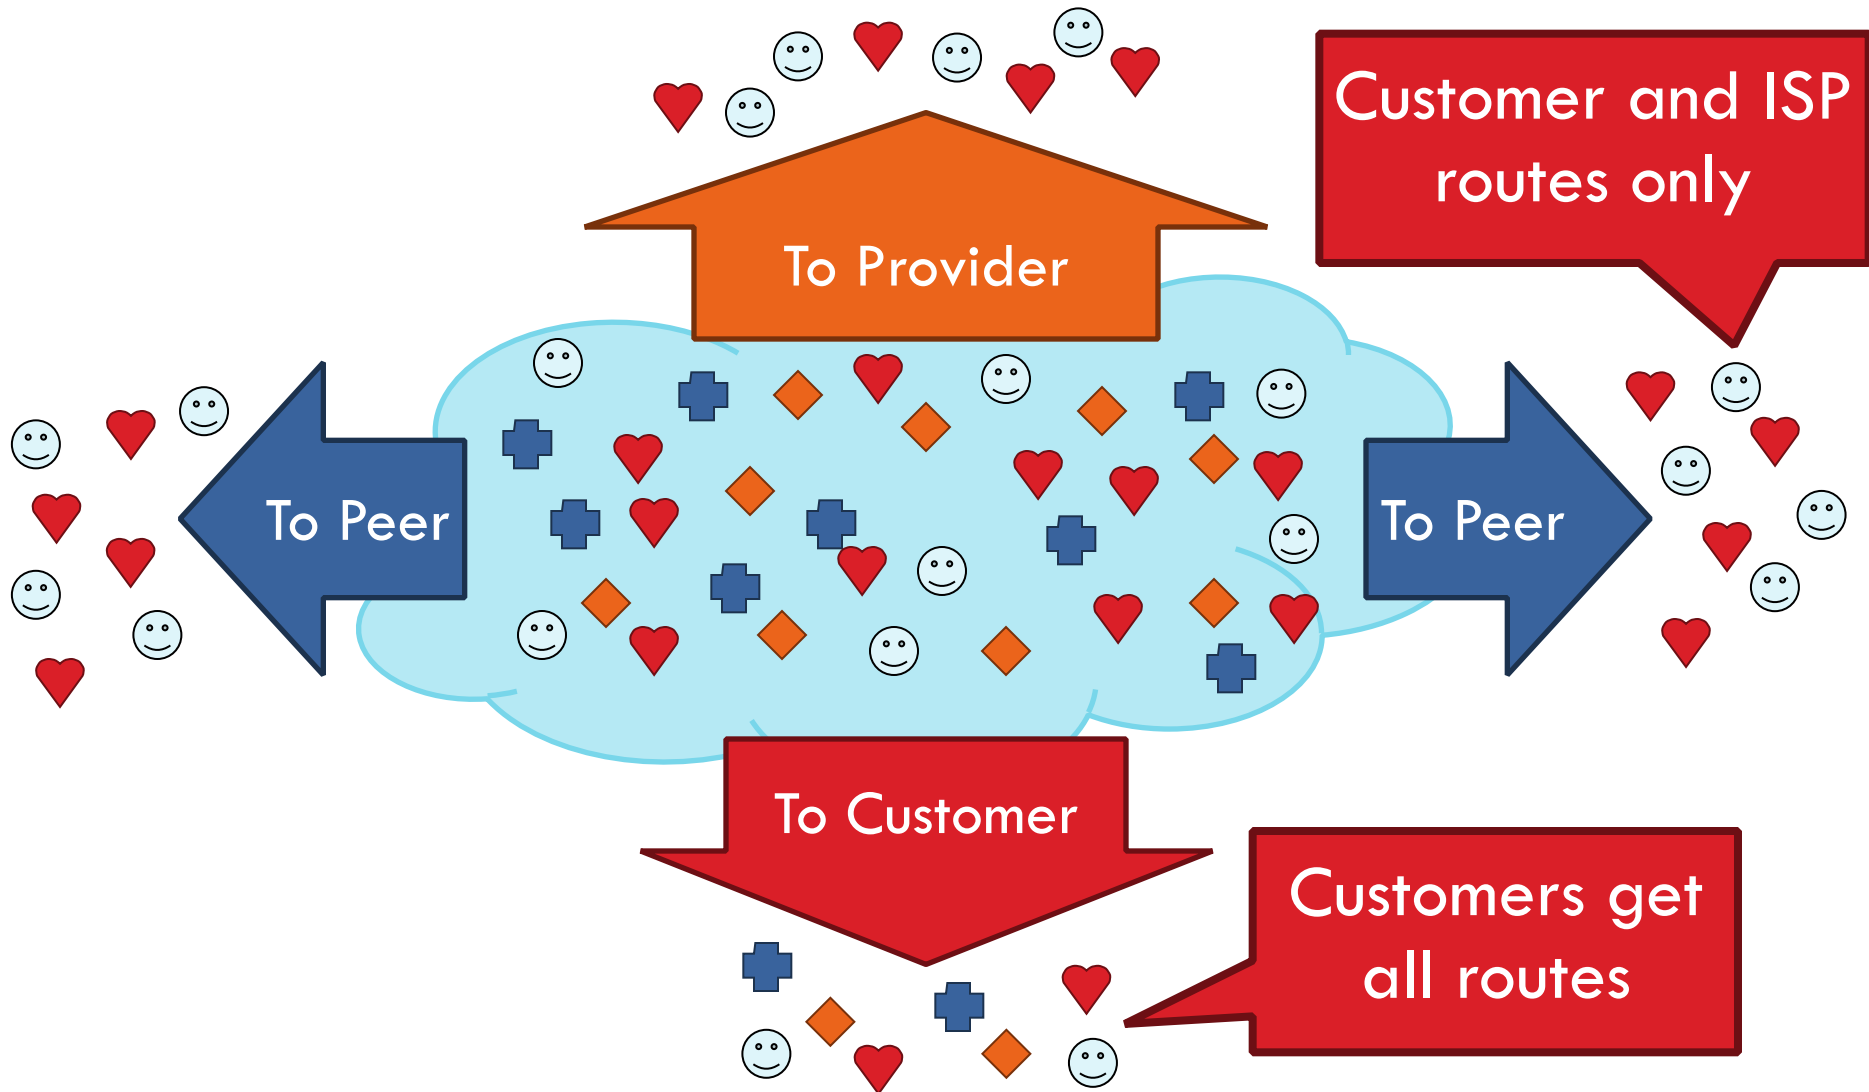 Customer and ISP
routes only
To Provider
To Peer
To Peer
To Customer
Customers get
all routes